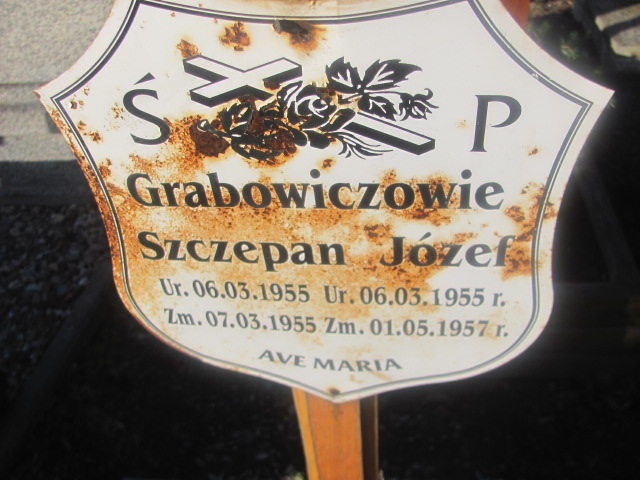 Ś P
Grabowiczowie
Szczepan Józef
Ur. 06.03.1955 Ur. 06.03.1955 r.
Zm. 07.03.1955 Zm. 01.05.1957 r.
AVE MARIA